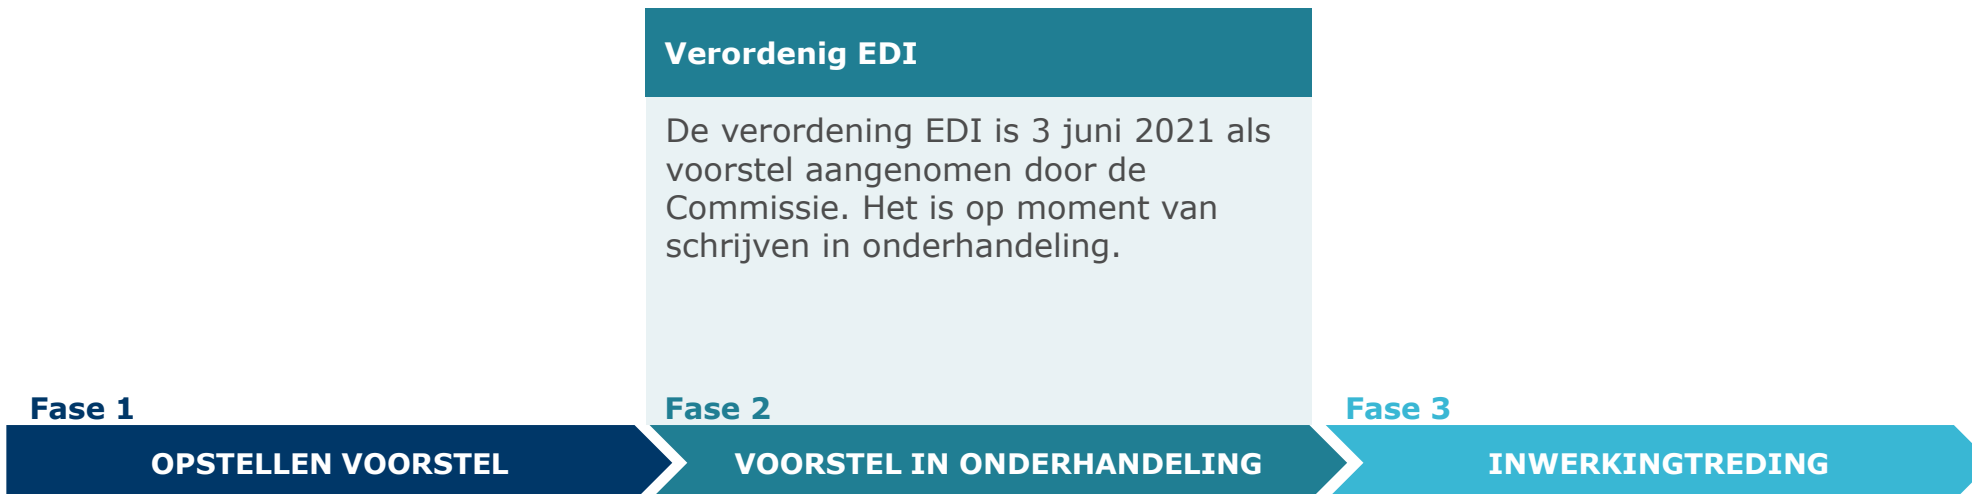 Verordenig EDI
De verordening EDI is 3 juni 2021 als
voorstel aangenomen door de
Commissie. Het is op moment van
schrijven in onderhandeling.
Fase 1
Fase 2
Fase 3
OPSTELLEN VOORSTEL
VOORSTEL IN ONDERHANDELING
INWERKINGTREDING